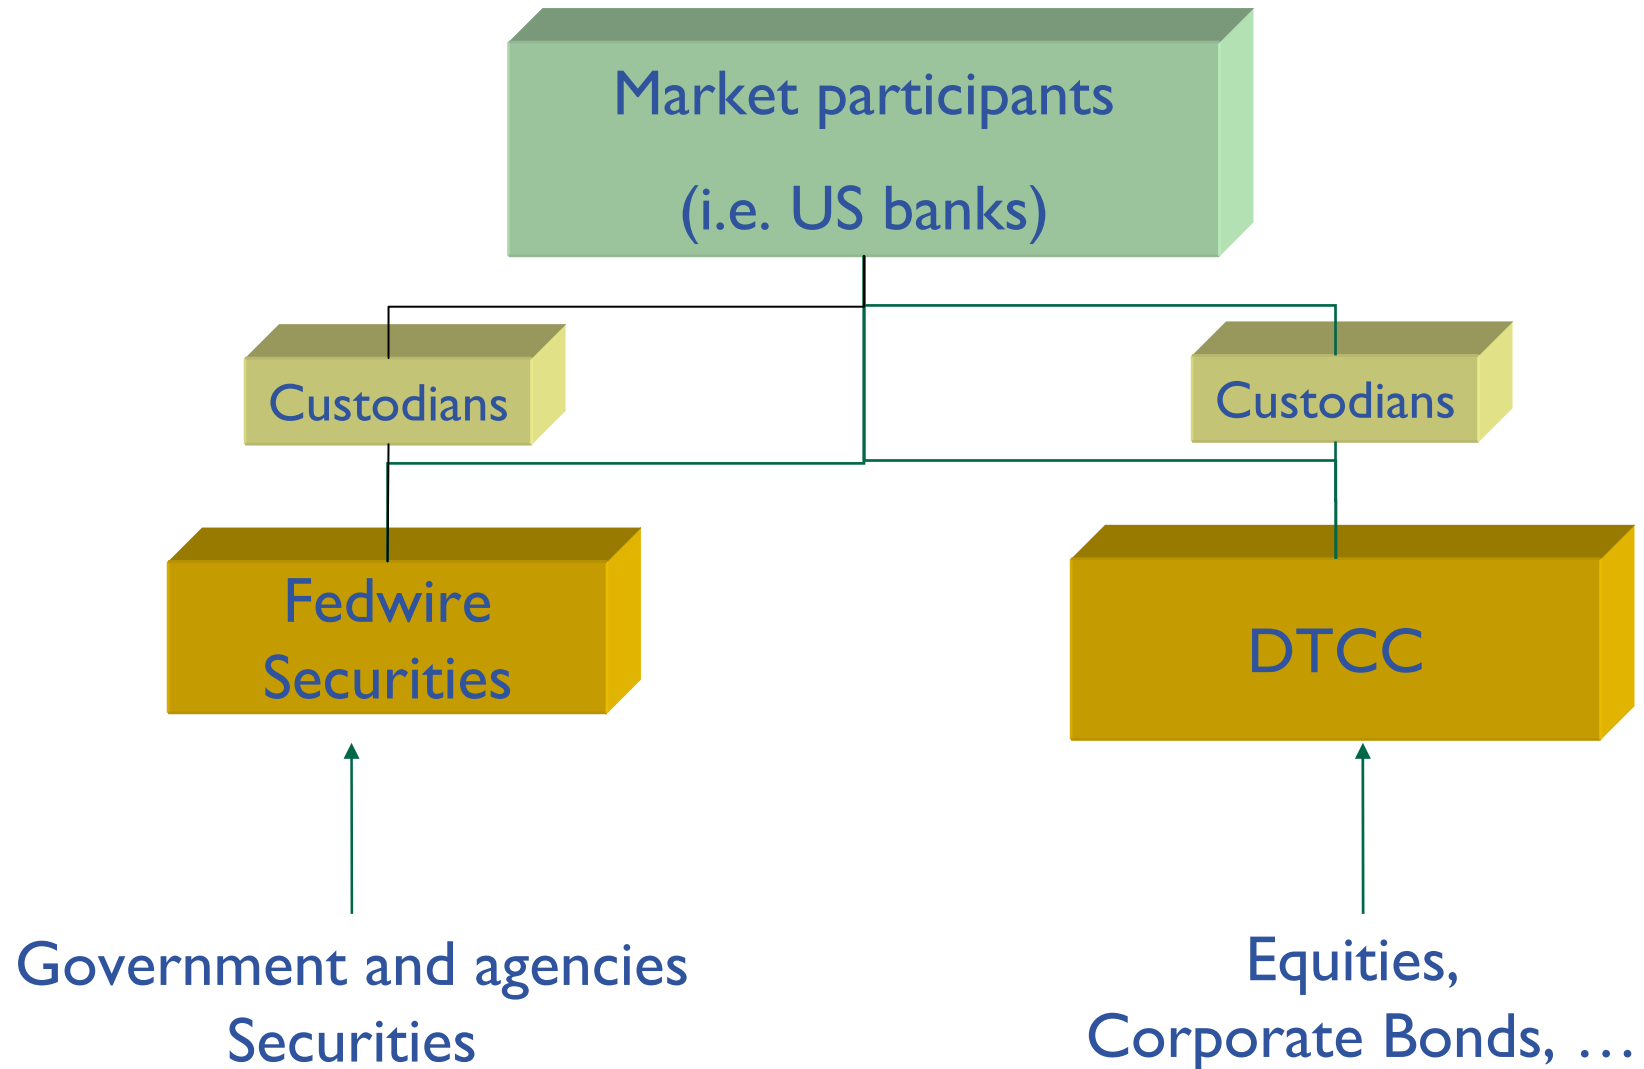 Market participants
(i.e. US banks)
Custodians
Custodians
Fedwire
Securities
DTCC
Government and agencies
Securities
Equities,
Corporate Bonds, …